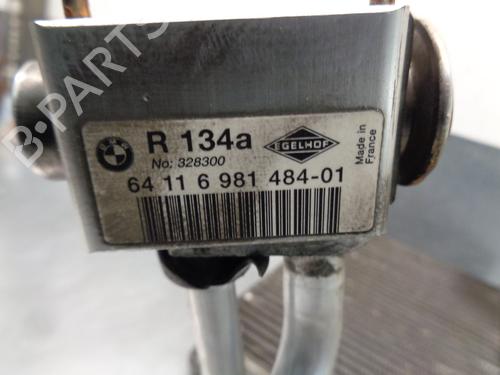 R 134a
No: 328300
EGELHOF
Made in
France
64 11 6 981 484-01
B-PARTS